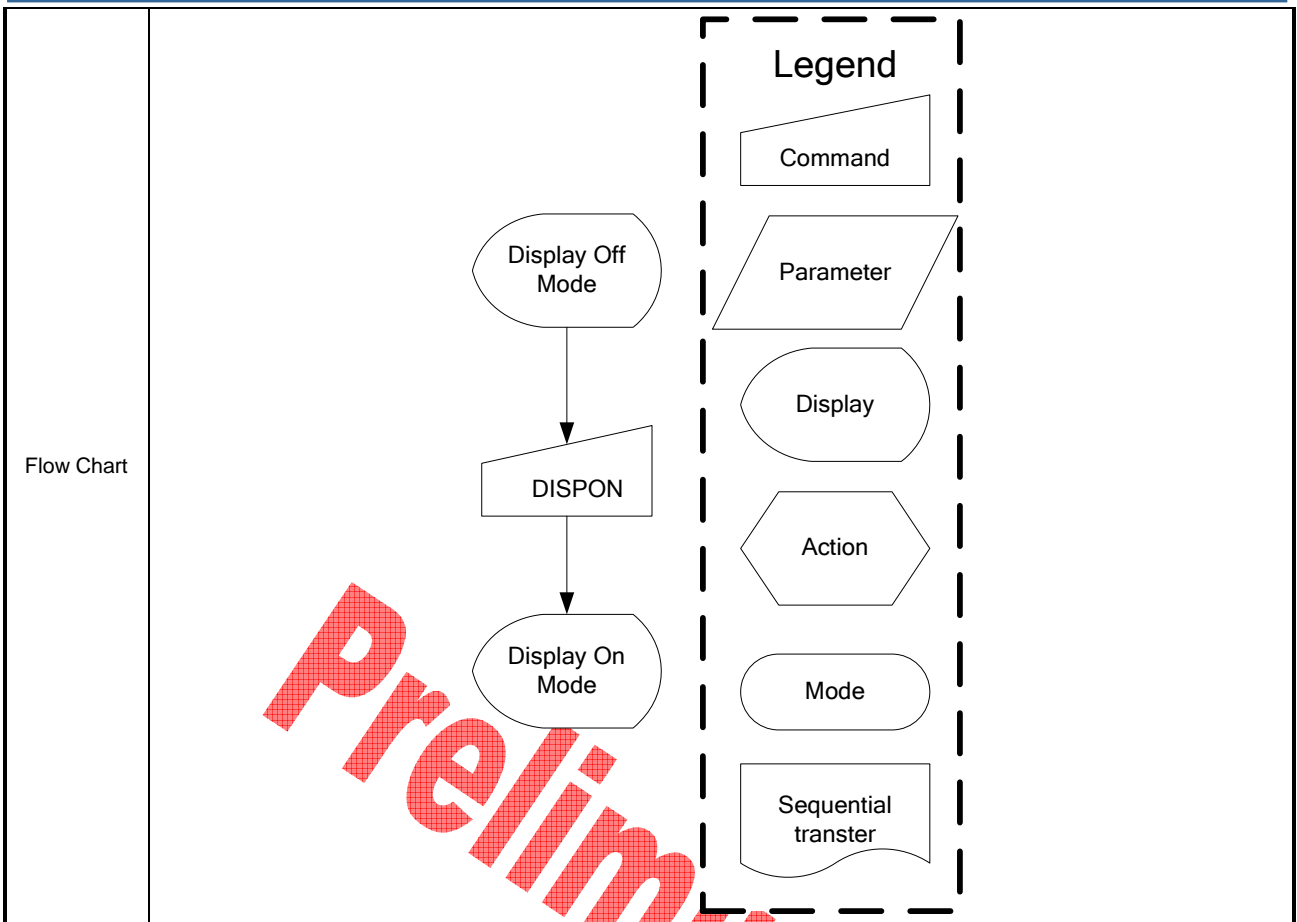 Flow Chart
Display Off
Mode
DISPON
Display On
Mode
Legend
Command
Parameter
Display
Action
Mode
Sequential
transter
Prelim